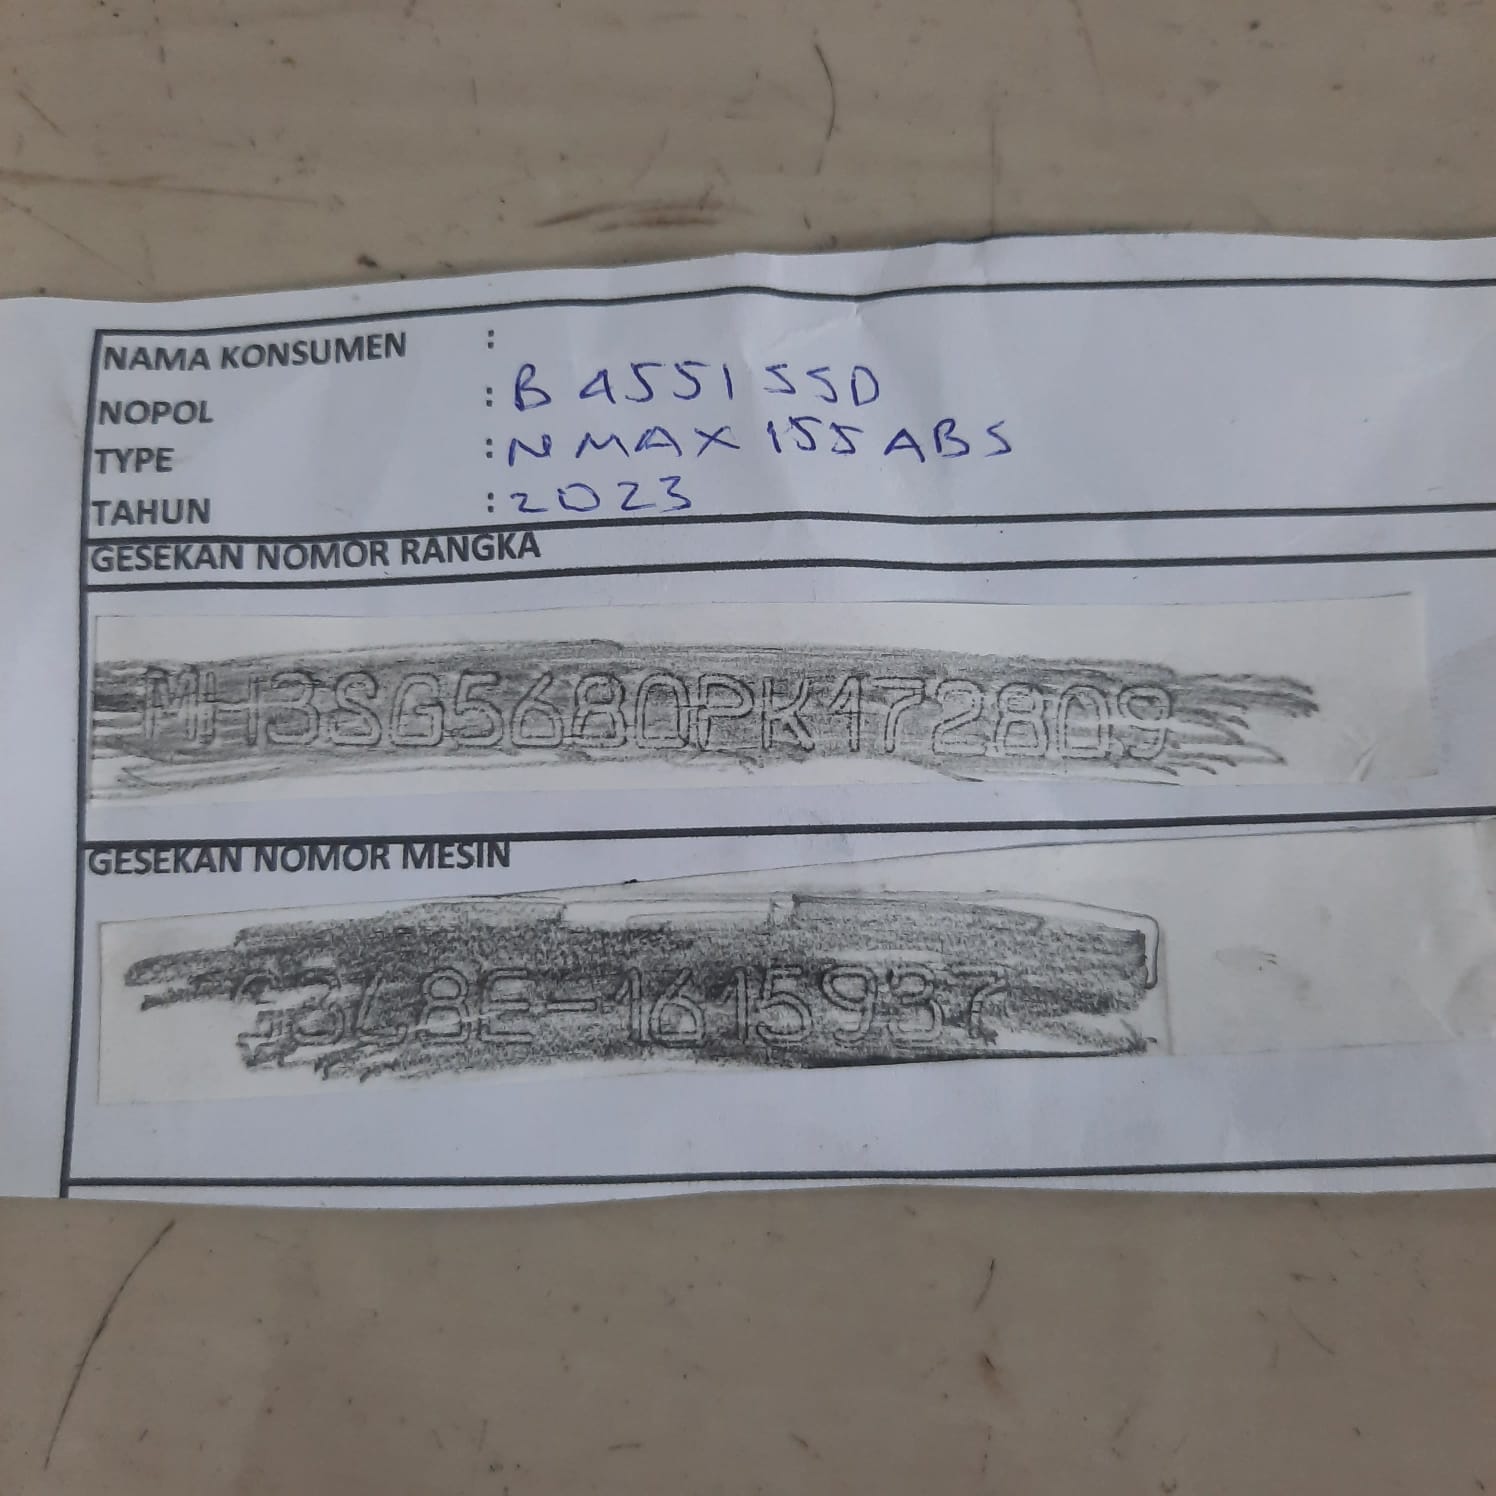 NAMA KONSUMEN :
NOPOL : B 4551 SSD
TYPE : NMAX 155 ABS
TAHUN : 2023
GESEKAN NOMOR RANGKA
MH3SG5680PK172809
GESEKAN NOMOR MESIN
G3L8E-1615937